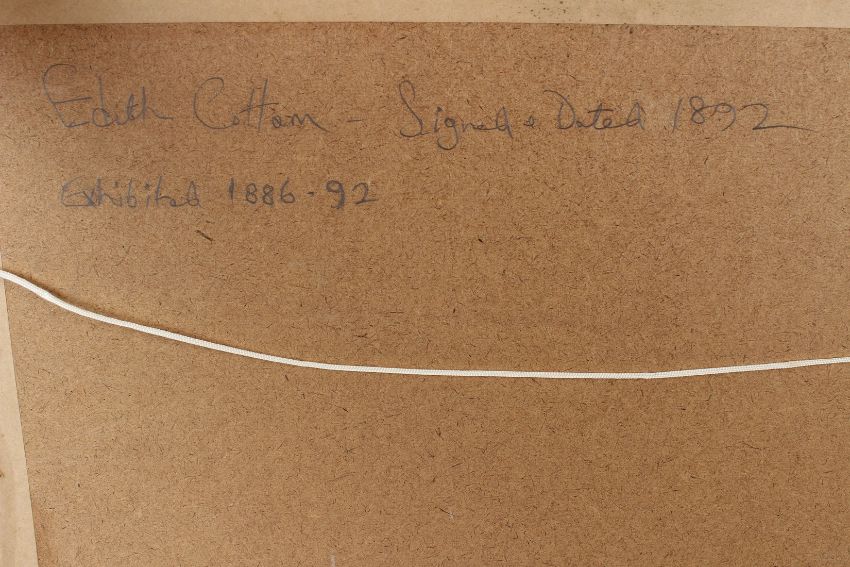 Edith Cottam - Signed & Dated 1892
Exhibited 1886-92